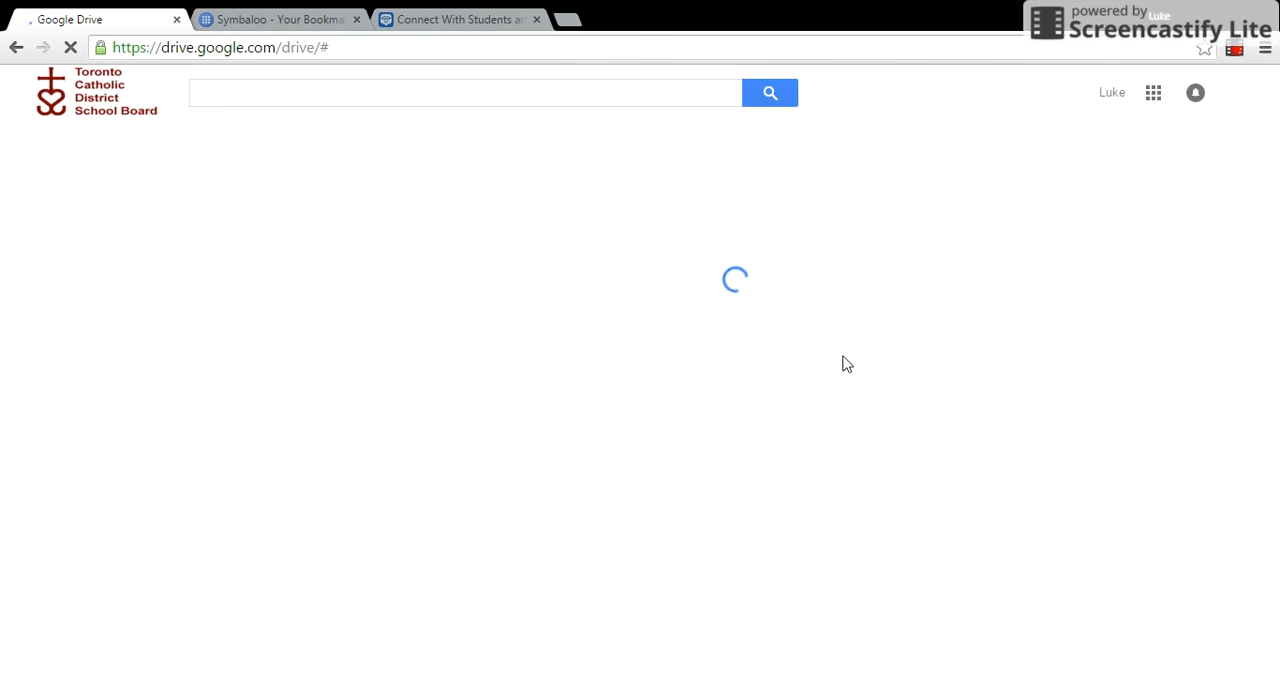 Google Drive
Symbaloo - Your Bookma
Connect With Students an
powered by
Luke
Screencastify Lite
https://drive.google.com/drive/#
Toronto
Catholic
District
School Board
Luke